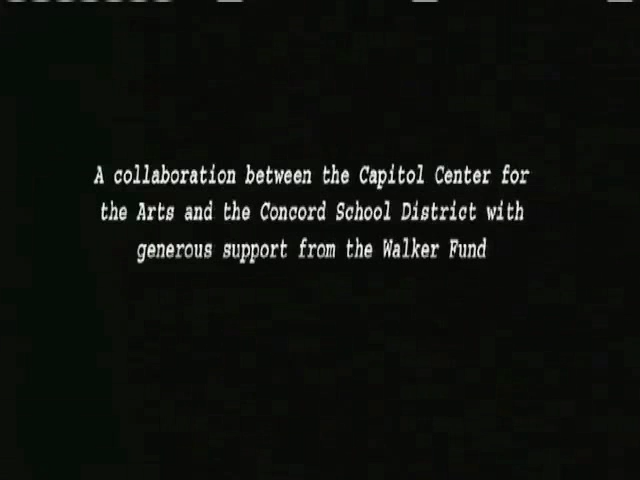 A collaboration between the Capitol Center for
the Arts and the Concord School District with
generous support from the Walker Fund